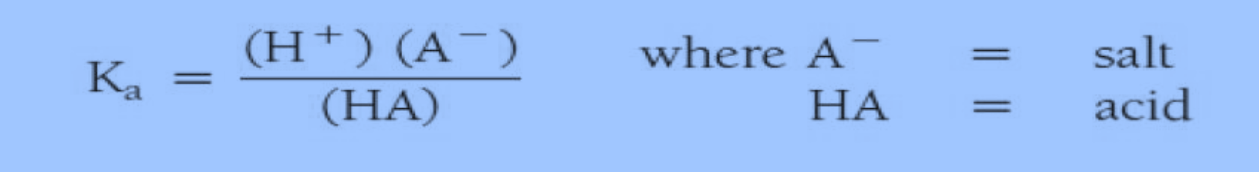 Kₐ = (H⁺) (A⁻) / (HA) where A⁻ = salt
HA = acid